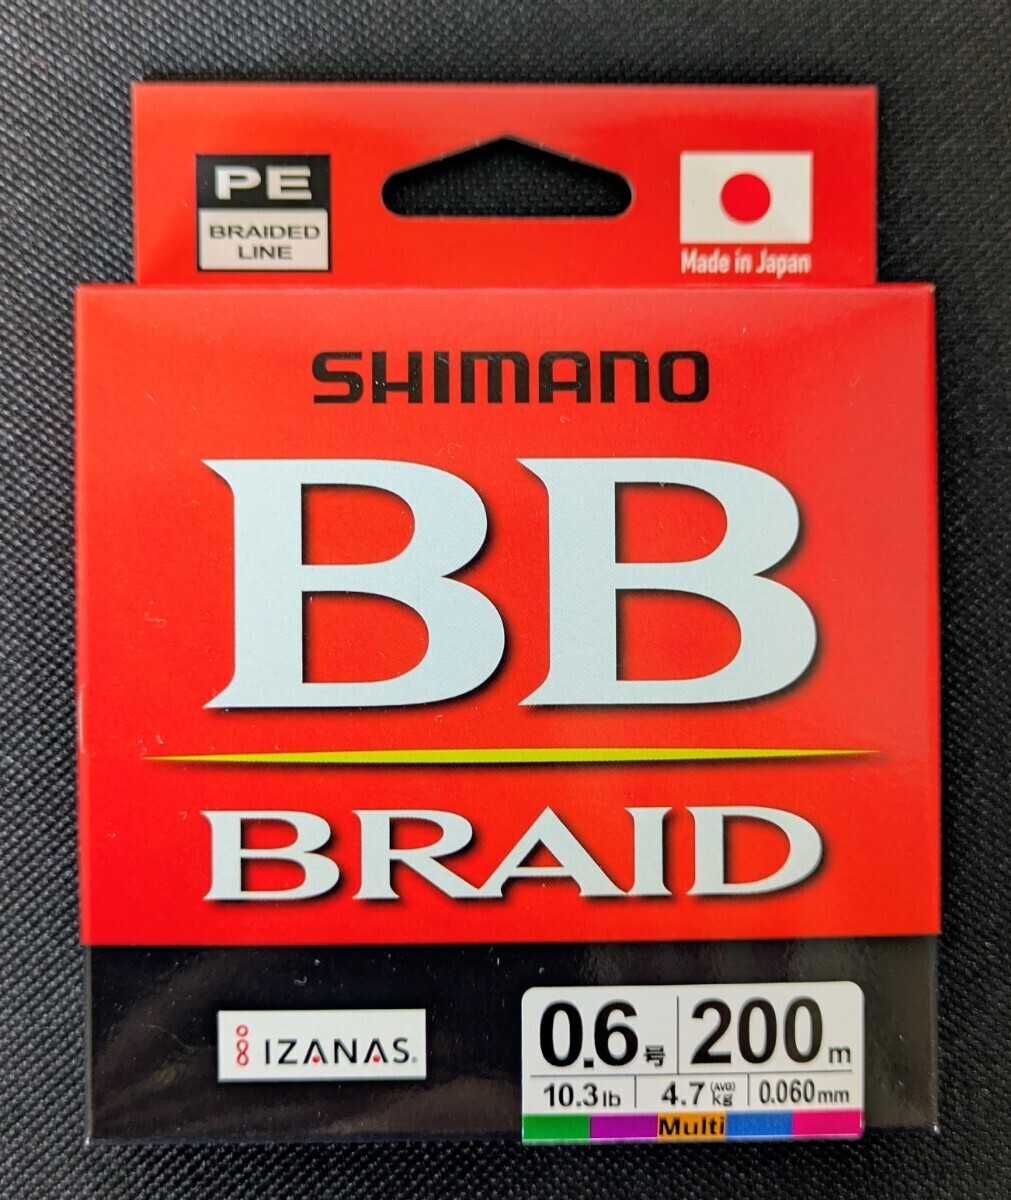 PE
BRAIDED
LINE
Made in Japan
SHIMANO
BB
BRAID
IZANAS.
0.6号 200m
10.3lb 4.7(AVG)kg 0.060mm
Multi